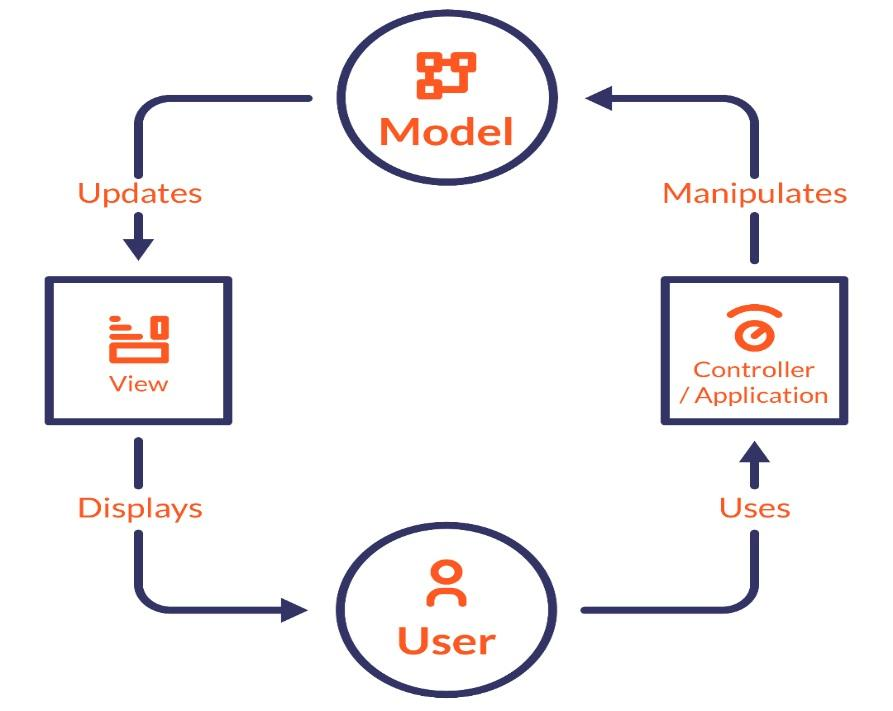 Model
Updates
Manipulates
View
Controller
/ Application
Displays
Uses
User